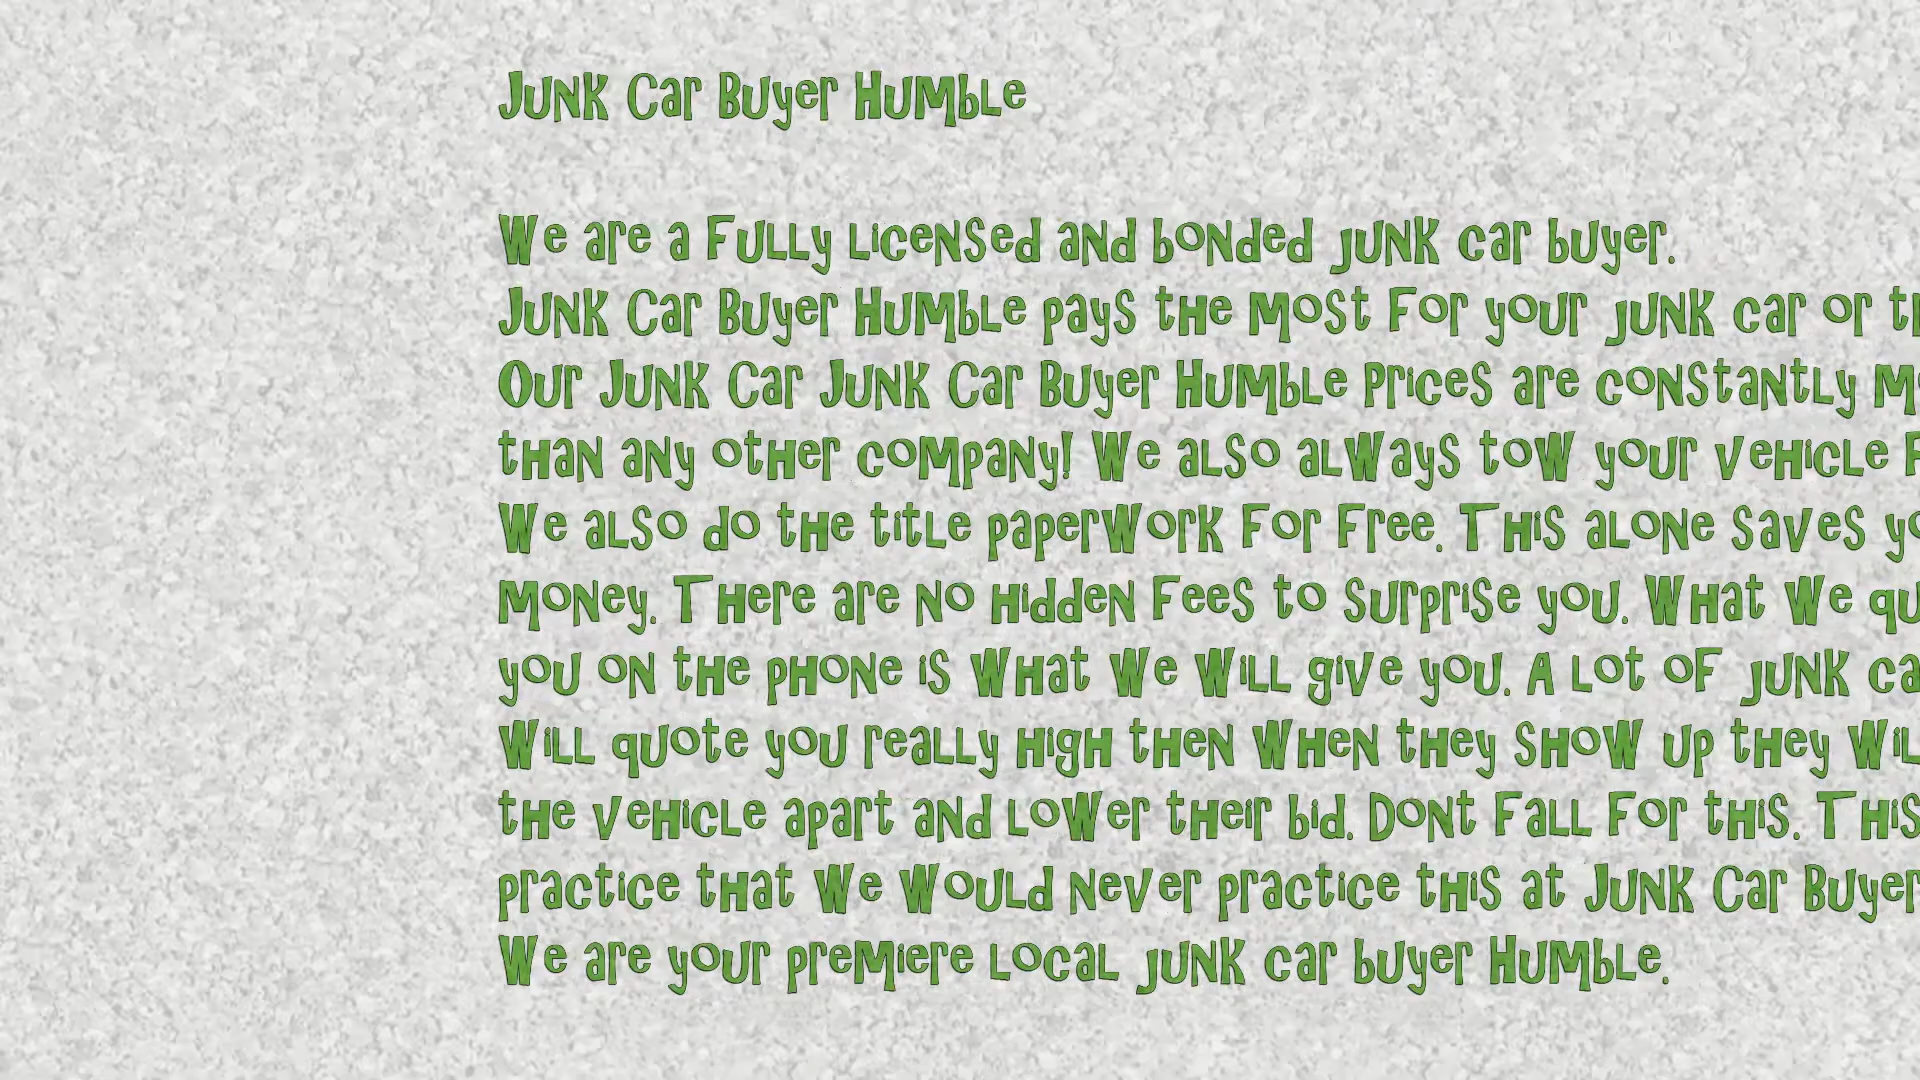 Junk Car Buyer Humble
We are a fully licensed and bonded junk car buyer.
Junk Car Buyer Humble pays the most for your junk car or
Our Junk Car Junk Car Buyer Humble Prices are constantly
than any other company! We also always tow your vehicle
We also do the title paperwork for free. This alone saves
money. There are no hidden fees to surprise you. What we
you on the phone is what we will give you. A lot of junk
will quote you really high then when they show up they
the vehicle apart and lower their bid. Dont fall for this. This
practice that we would never practice this at Junk Car Buyer
We are your premiere local junk car buyer Humble.